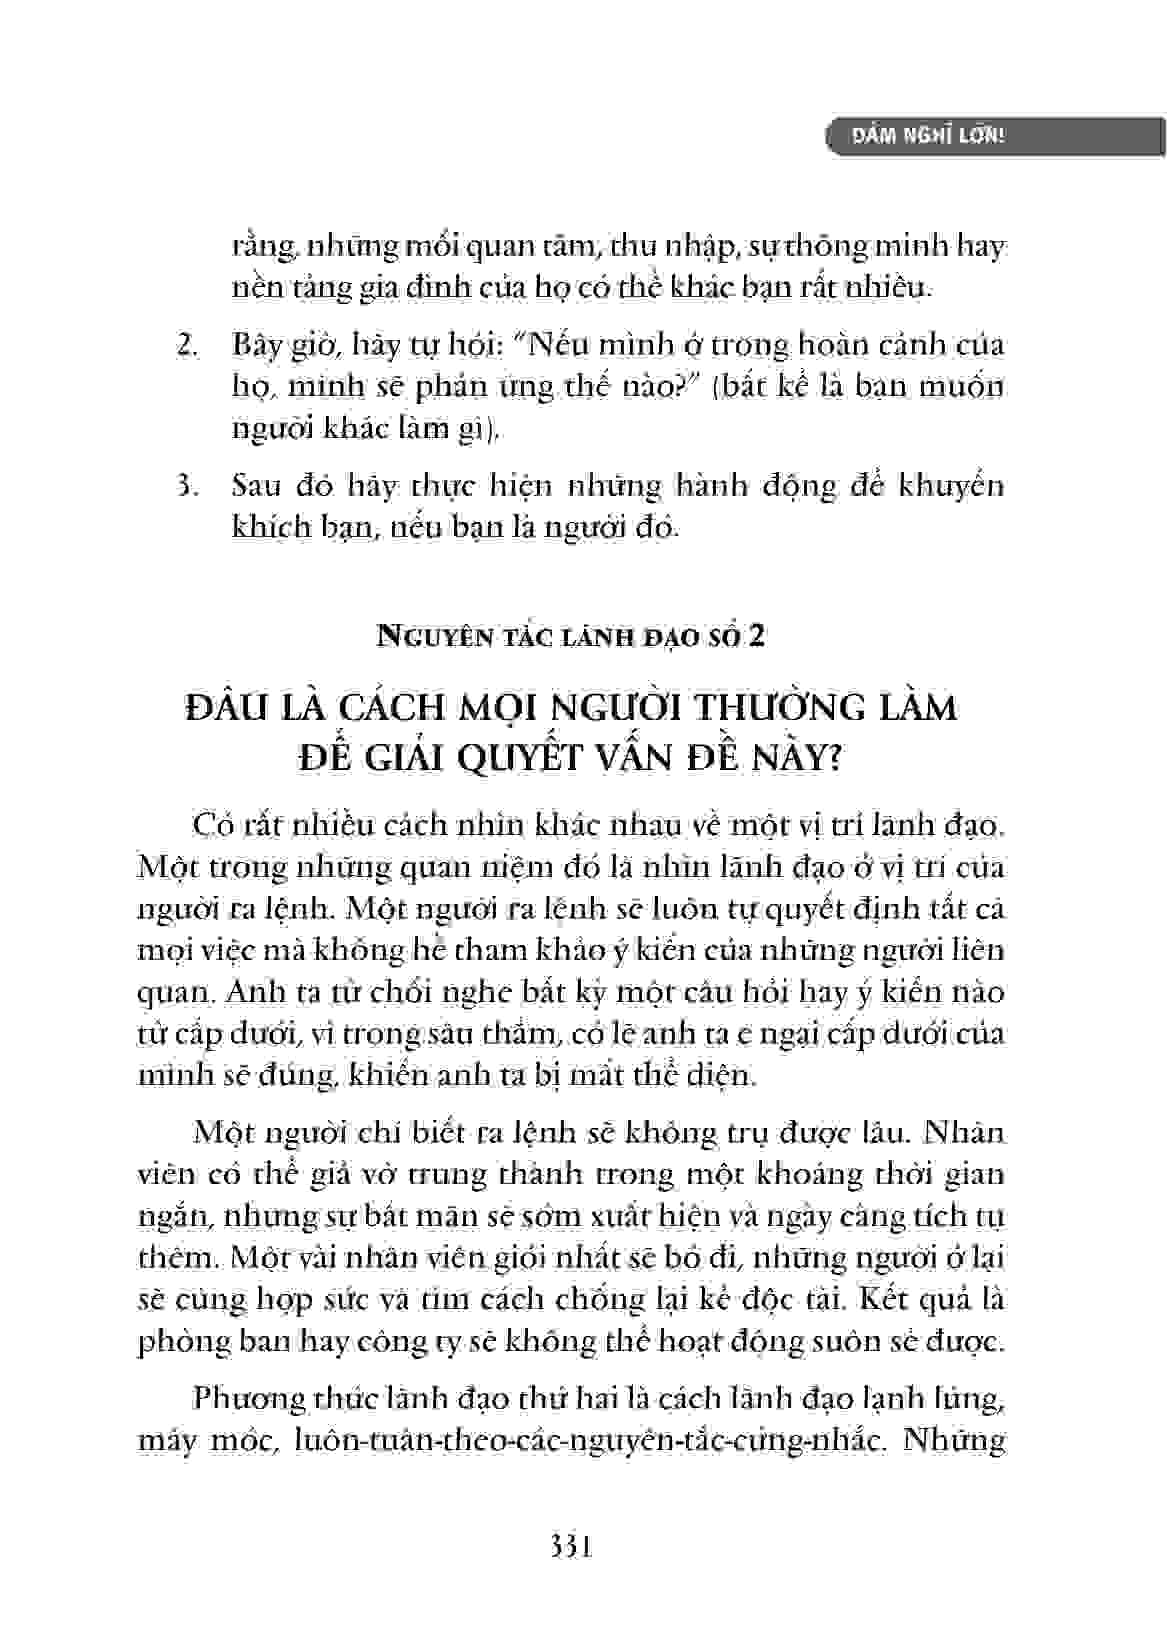 DÁM NGHĨ LỚN!
rằng, những mối quan tâm, thu nhập, sự thông minh hay
nền tảng gia đình của họ có thể khác bạn rất nhiều.
2. Bây giờ, hãy tự hỏi: “Nếu mình ở trong hoàn cảnh của
họ, mình sẽ phản ứng thế nào?” (bất kể là bạn muốn
người khác làm gì).
3. Sau đó hãy thực hiện những hành động để khuyến
khích bạn, nếu bạn là người đó.
NGUYÊN TẮC LÃNH ĐẠO SỐ 2
ĐÂU LÀ CÁCH MỌI NGƯỜI THƯỜNG LÀM
ĐỂ GIẢI QUYẾT VẤN ĐỀ NÀY?
Có rất nhiều cách nhìn khác nhau về một vị trí lãnh đạo.
Một trong những quan niệm đó là nhìn lãnh đạo ở vị trí của
người ra lệnh. Một người ra lệnh sẽ luôn tự quyết định tất cả
mọi việc mà không hề tham khảo ý kiến của những người liên
quan. Anh ta từ chối nghe bất kỳ một câu hỏi hay ý kiến nào
từ cấp dưới, vì trong sâu thẳm, có lẽ anh ta e ngại cấp dưới của
mình sẽ đúng, khiến anh ta bị mất thể diện.
Một người chỉ biết ra lệnh sẽ không trụ được lâu. Nhân
viên có thể giả vờ trung thành trong một khoảng thời gian
ngắn, nhưng sự bất mãn sẽ sớm xuất hiện và ngày càng tích tụ
thêm. Một vài nhân viên giỏi nhất sẽ bỏ đi, những người ở lại
sẽ cùng hợp sức và tìm cách chống lại kẻ độc tài. Kết quả là
phòng ban hay công ty sẽ không thể hoạt động suôn sẻ được.
Phương thức lãnh đạo thứ hai là cách lãnh đạo lạnh lùng,
máy móc, luôn-tuân-theo-các-nguyên-tắc-cứng-nhắc. Những
331